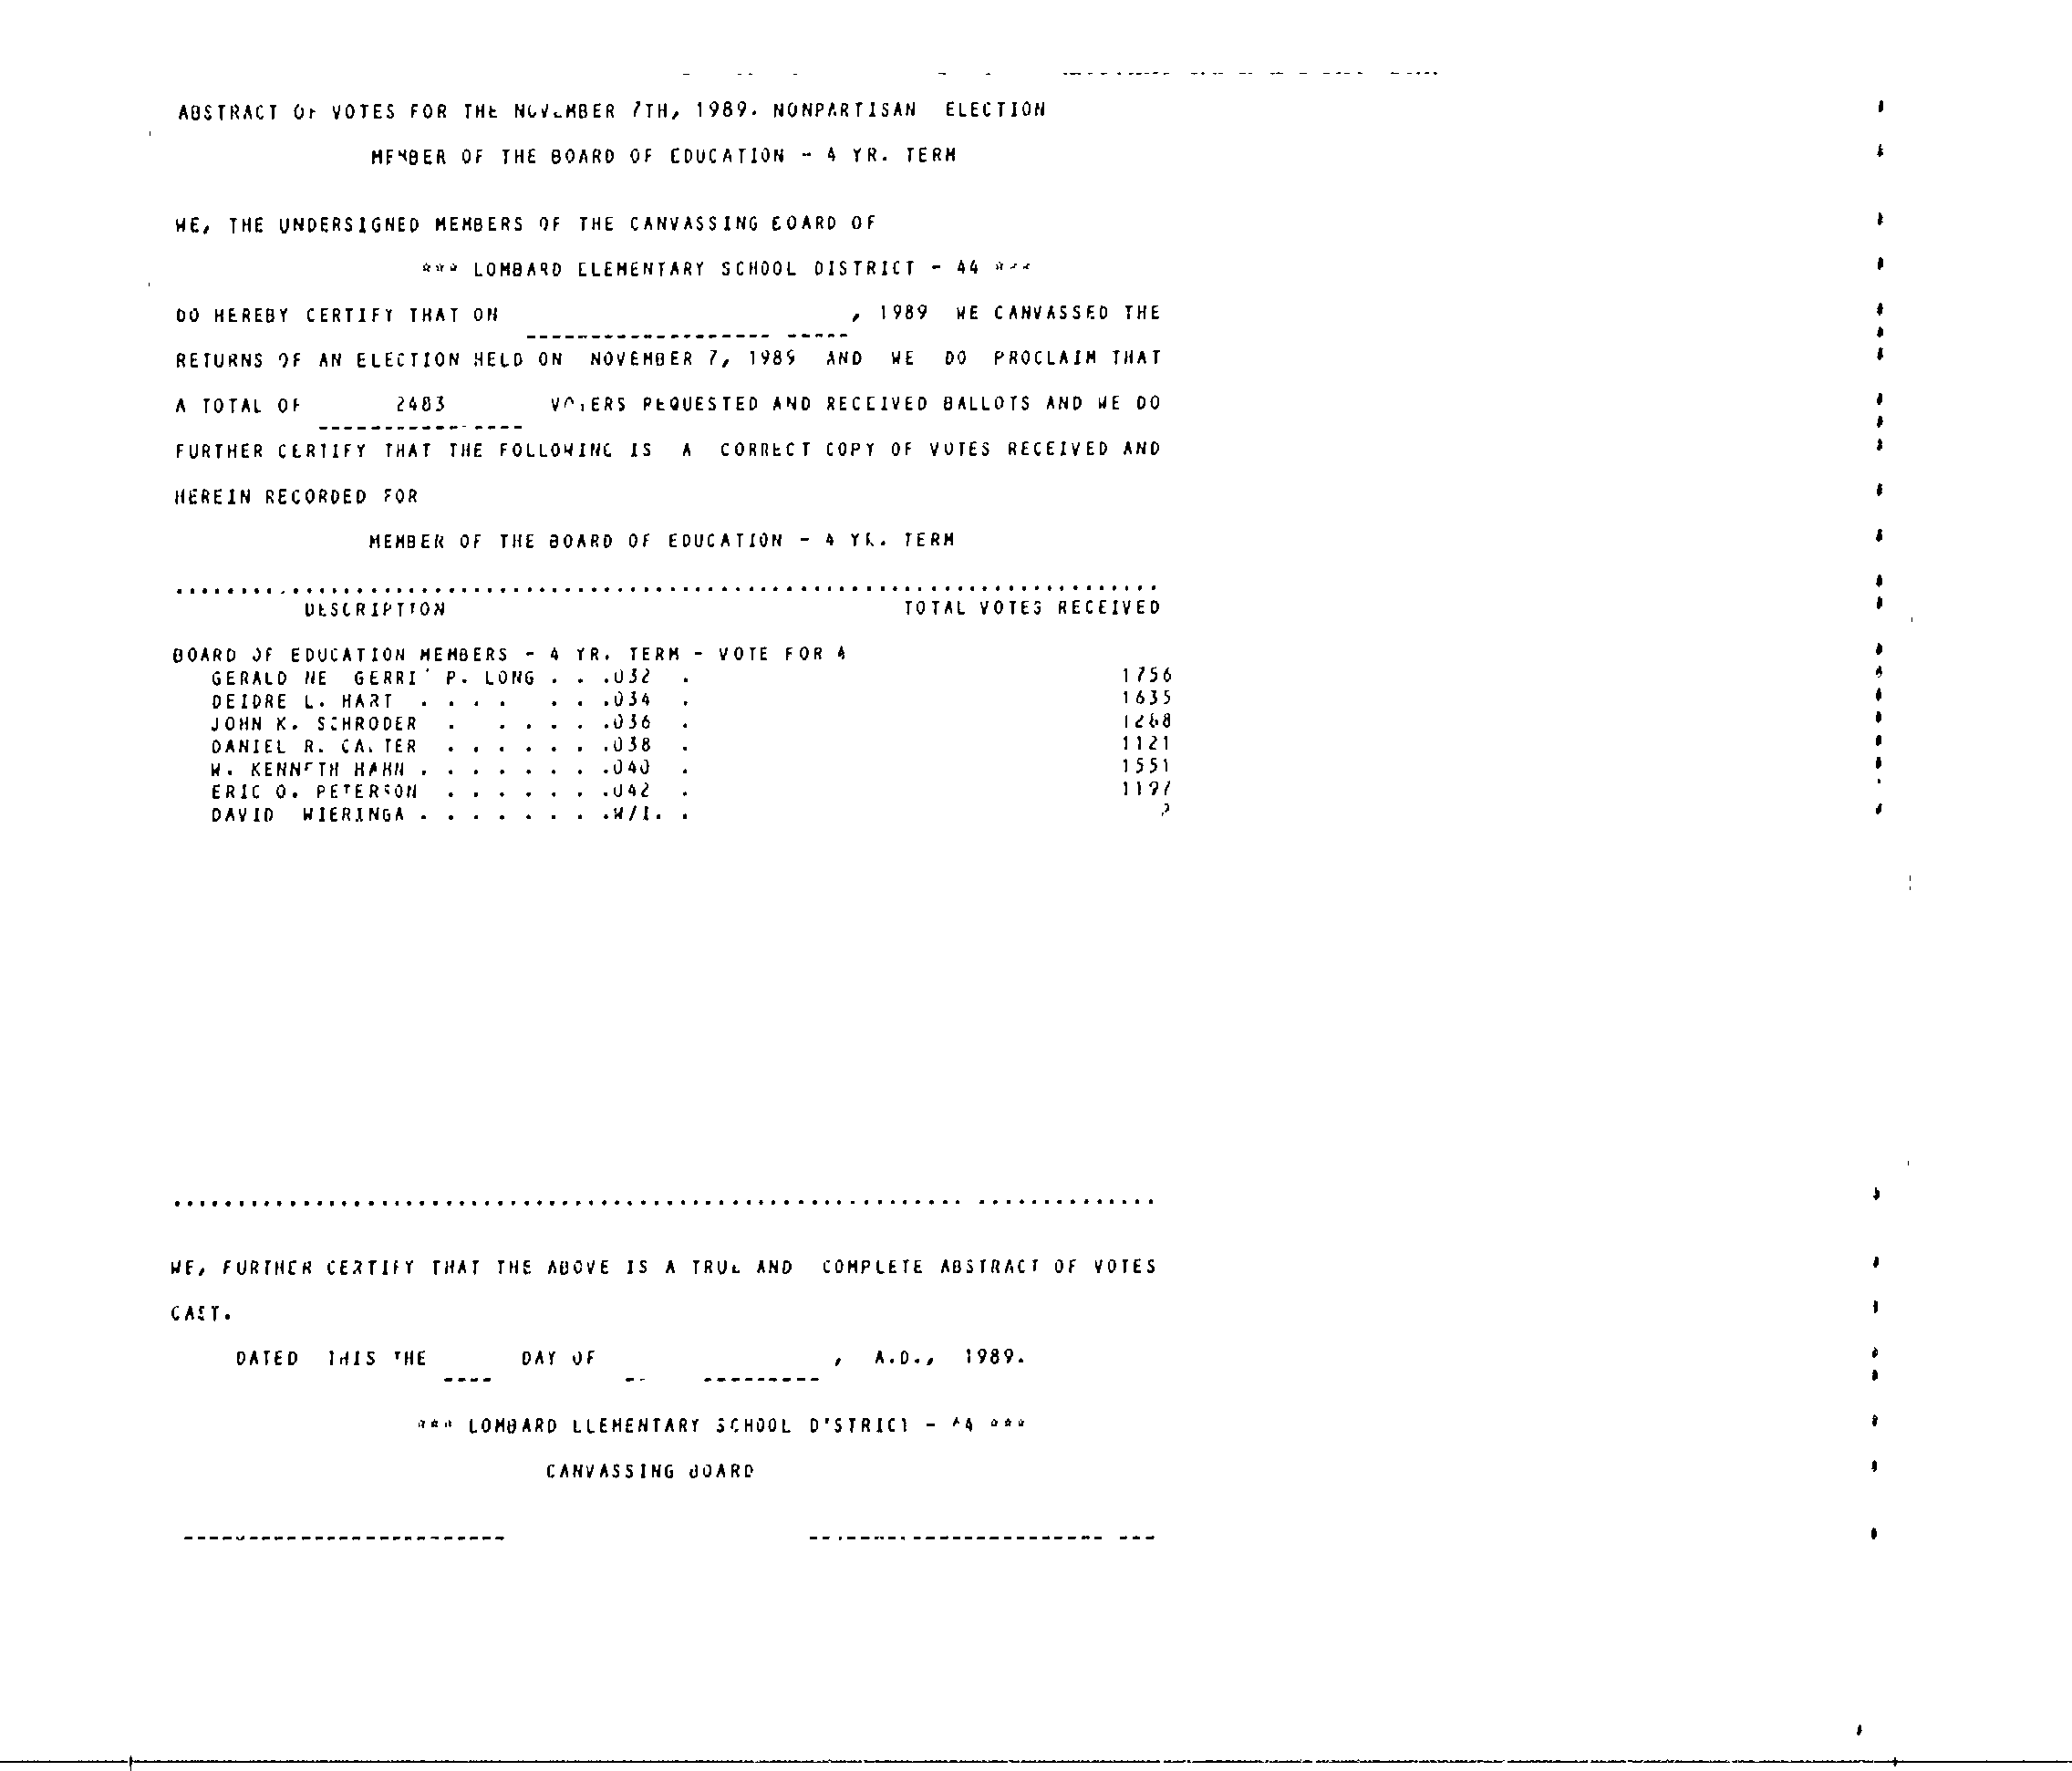 ABSTRACT OF VOTES FOR THE NOVEMBER 7TH, 1989. NONPARTISAN ELECTION
MEMBER OF THE BOARD OF EDUCATION - 4 YR. TERM
WE, THE UNDERSIGNED MEMBERS OF THE CANVASSING BOARD OF
*** LOMBARD ELEMENTARY SCHOOL DISTRICT - 44 ***
DO HEREBY CERTIFY THAT ON , 1989 WE CANVASSED THE
RETURNS OF AN ELECTION HELD ON NOVEMBER 7, 1989 AND WE DO PROCLAIM THAT
A TOTAL OF 2483 VOTERS REQUESTED AND RECEIVED BALLOTS AND WE DO
FURTHER CERTIFY THAT THE FOLLOWING IS A CORRECT COPY OF VOTES RECEIVED AND
HEREIN RECORDED FOR
MEMBER OF THE BOARD OF EDUCATION - 4 YR. TERM
DESCRIPTION TOTAL VOTES RECEIVED
BOARD OF EDUCATION MEMBERS - 4 YR. TERM - VOTE FOR 4
GERALDINE GERRI' P. LONG . . .032 . 1756
DEIDRE L. HART . . . . . . .034 . 1635
JOHN K. SCHRODER . . . . . .036 . 1268
DANIEL R. CARTER . . . . . . .038 . 1121
W. KENNETH HAHN . . . . . . . .040 . 1551
ERIC O. PETERSON . . . . . . .042 . 1197
DAVID WIERINGA . . . . . . . .W/I. .
WE, FURTHER CERTIFY THAT THE ABOVE IS A TRUE AND COMPLETE ABSTRACT OF VOTES
CAST.
DATED THIS THE DAY OF , A.D., 1989.
*** LOMBARD ELEMENTARY SCHOOL DISTRICT - 44 ***
CANVASSING BOARD